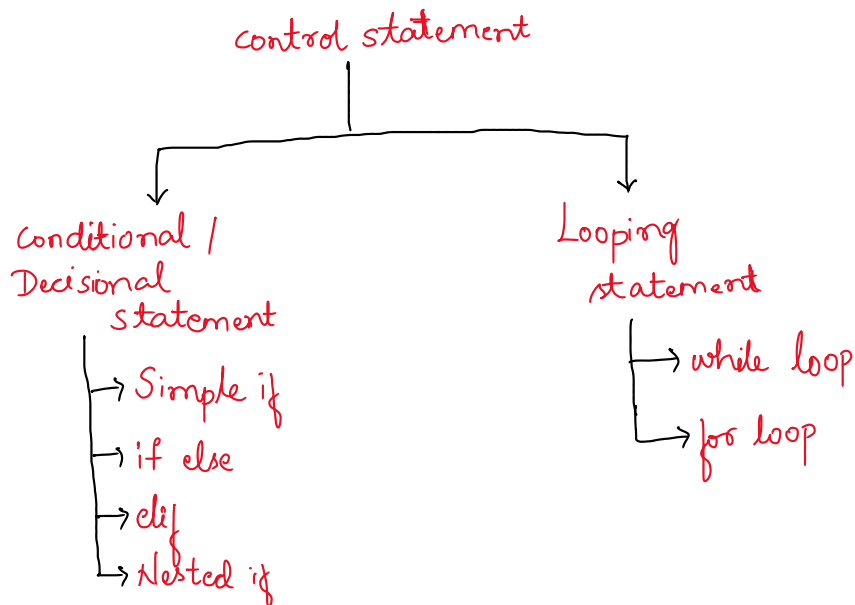 control statement
conditional /
Decisional
statement
Simple if
if else
elif
Nested if
Looping
statement
while loop
for loop